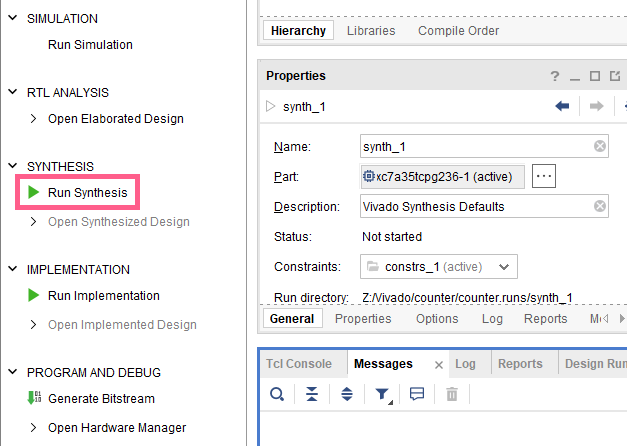 SIMULATION
Run Simulation
RTL ANALYSIS
Open Elaborated Design
SYNTHESIS
Run Synthesis
Open Synthesized Design
IMPLEMENTATION
Run Implementation
Open Implemented Design
PROGRAM AND DEBUG
Generate Bitstream
Open Hardware Manager
Hierarchy Libraries Compile Order
Properties
synth_1
Name: synth_1
Part: xc7a35tcpg236-1 (active)
Description: Vivado Synthesis Defaults
Status: Not started
Constraints: constrs_1 (active)
Run directory: Z:/Vivado/counter/counter.runs/synth_1
General Properties Options Log Reports
Tcl Console Messages Log Reports Design Run